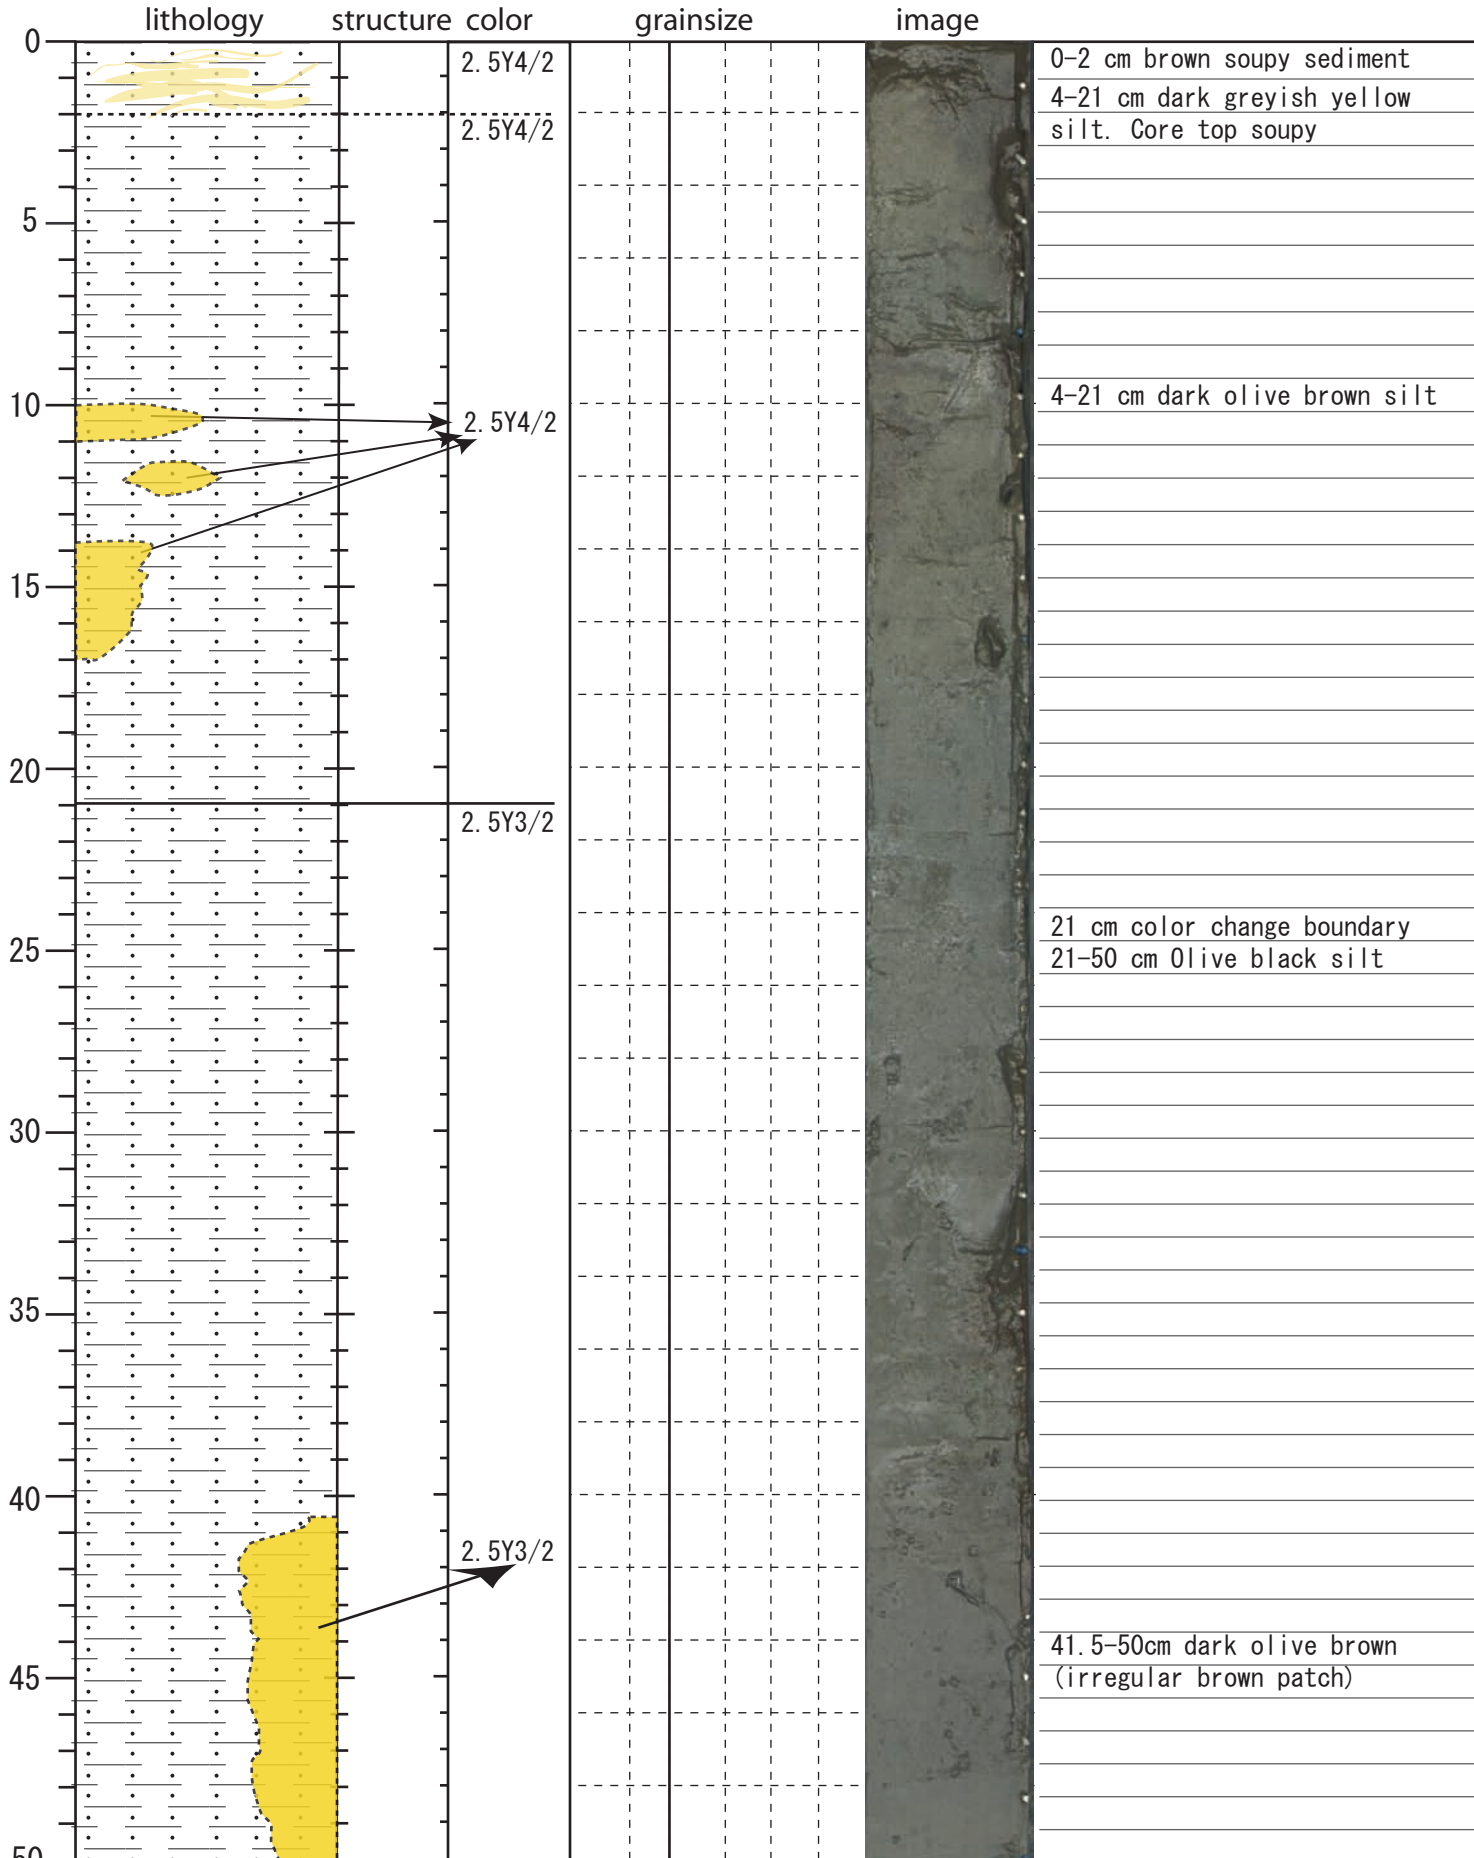 lithology structure color grainsize image
0 2.5Y4/2 0-2 cm brown soupy sediment
4-21 cm dark greyish yellow
2.5Y4/2 silt. Core top soupy
5
10 2.5Y4/2 4-21 cm dark olive brown silt
15
20
2.5Y3/2
21 cm color change boundary
25 21-50 cm Olive black silt
30
35
40
2.5Y3/2
41.5-50cm dark olive brown
45 (irregular brown patch)
50